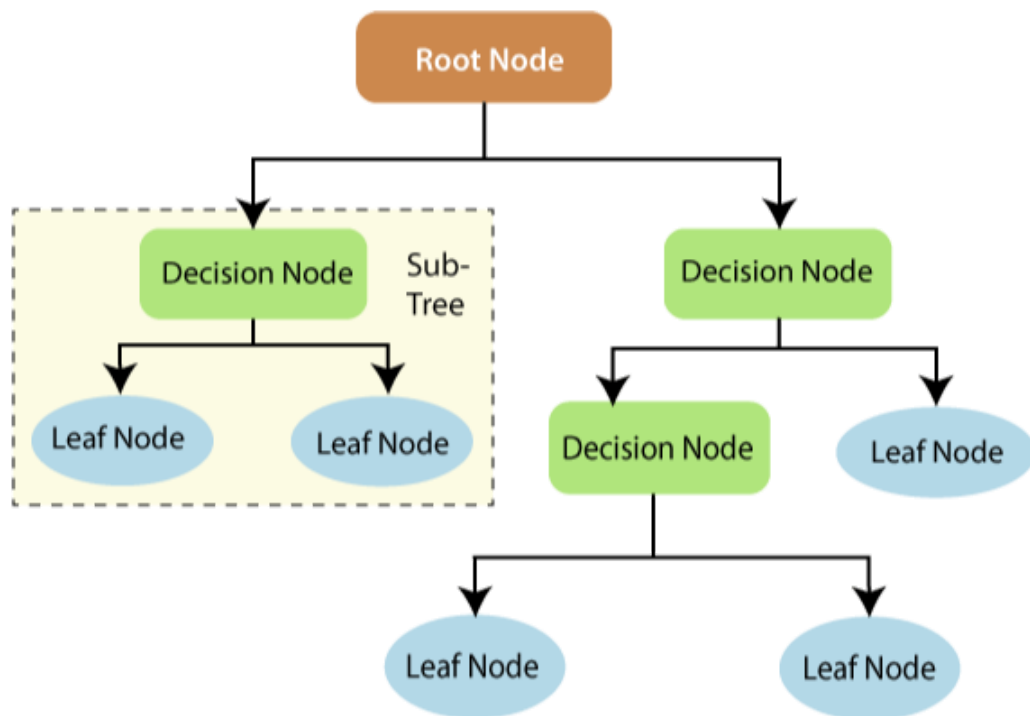 Root Node
Decision Node
Sub-
Tree
Decision Node
Leaf Node
Leaf Node
Decision Node
Leaf Node
Leaf Node
Leaf Node